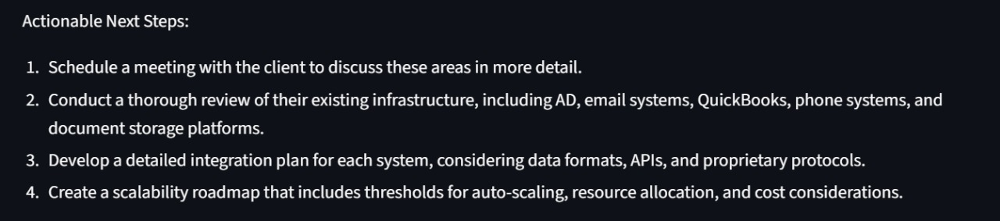 Actionable Next Steps:
1. Schedule a meeting with the client to discuss these areas in more detail.
2. Conduct a thorough review of their existing infrastructure, including AD, email systems, QuickBooks, phone systems, and
document storage platforms.
3. Develop a detailed integration plan for each system, considering data formats, APIs, and proprietary protocols.
4. Create a scalability roadmap that includes thresholds for auto-scaling, resource allocation, and cost considerations.